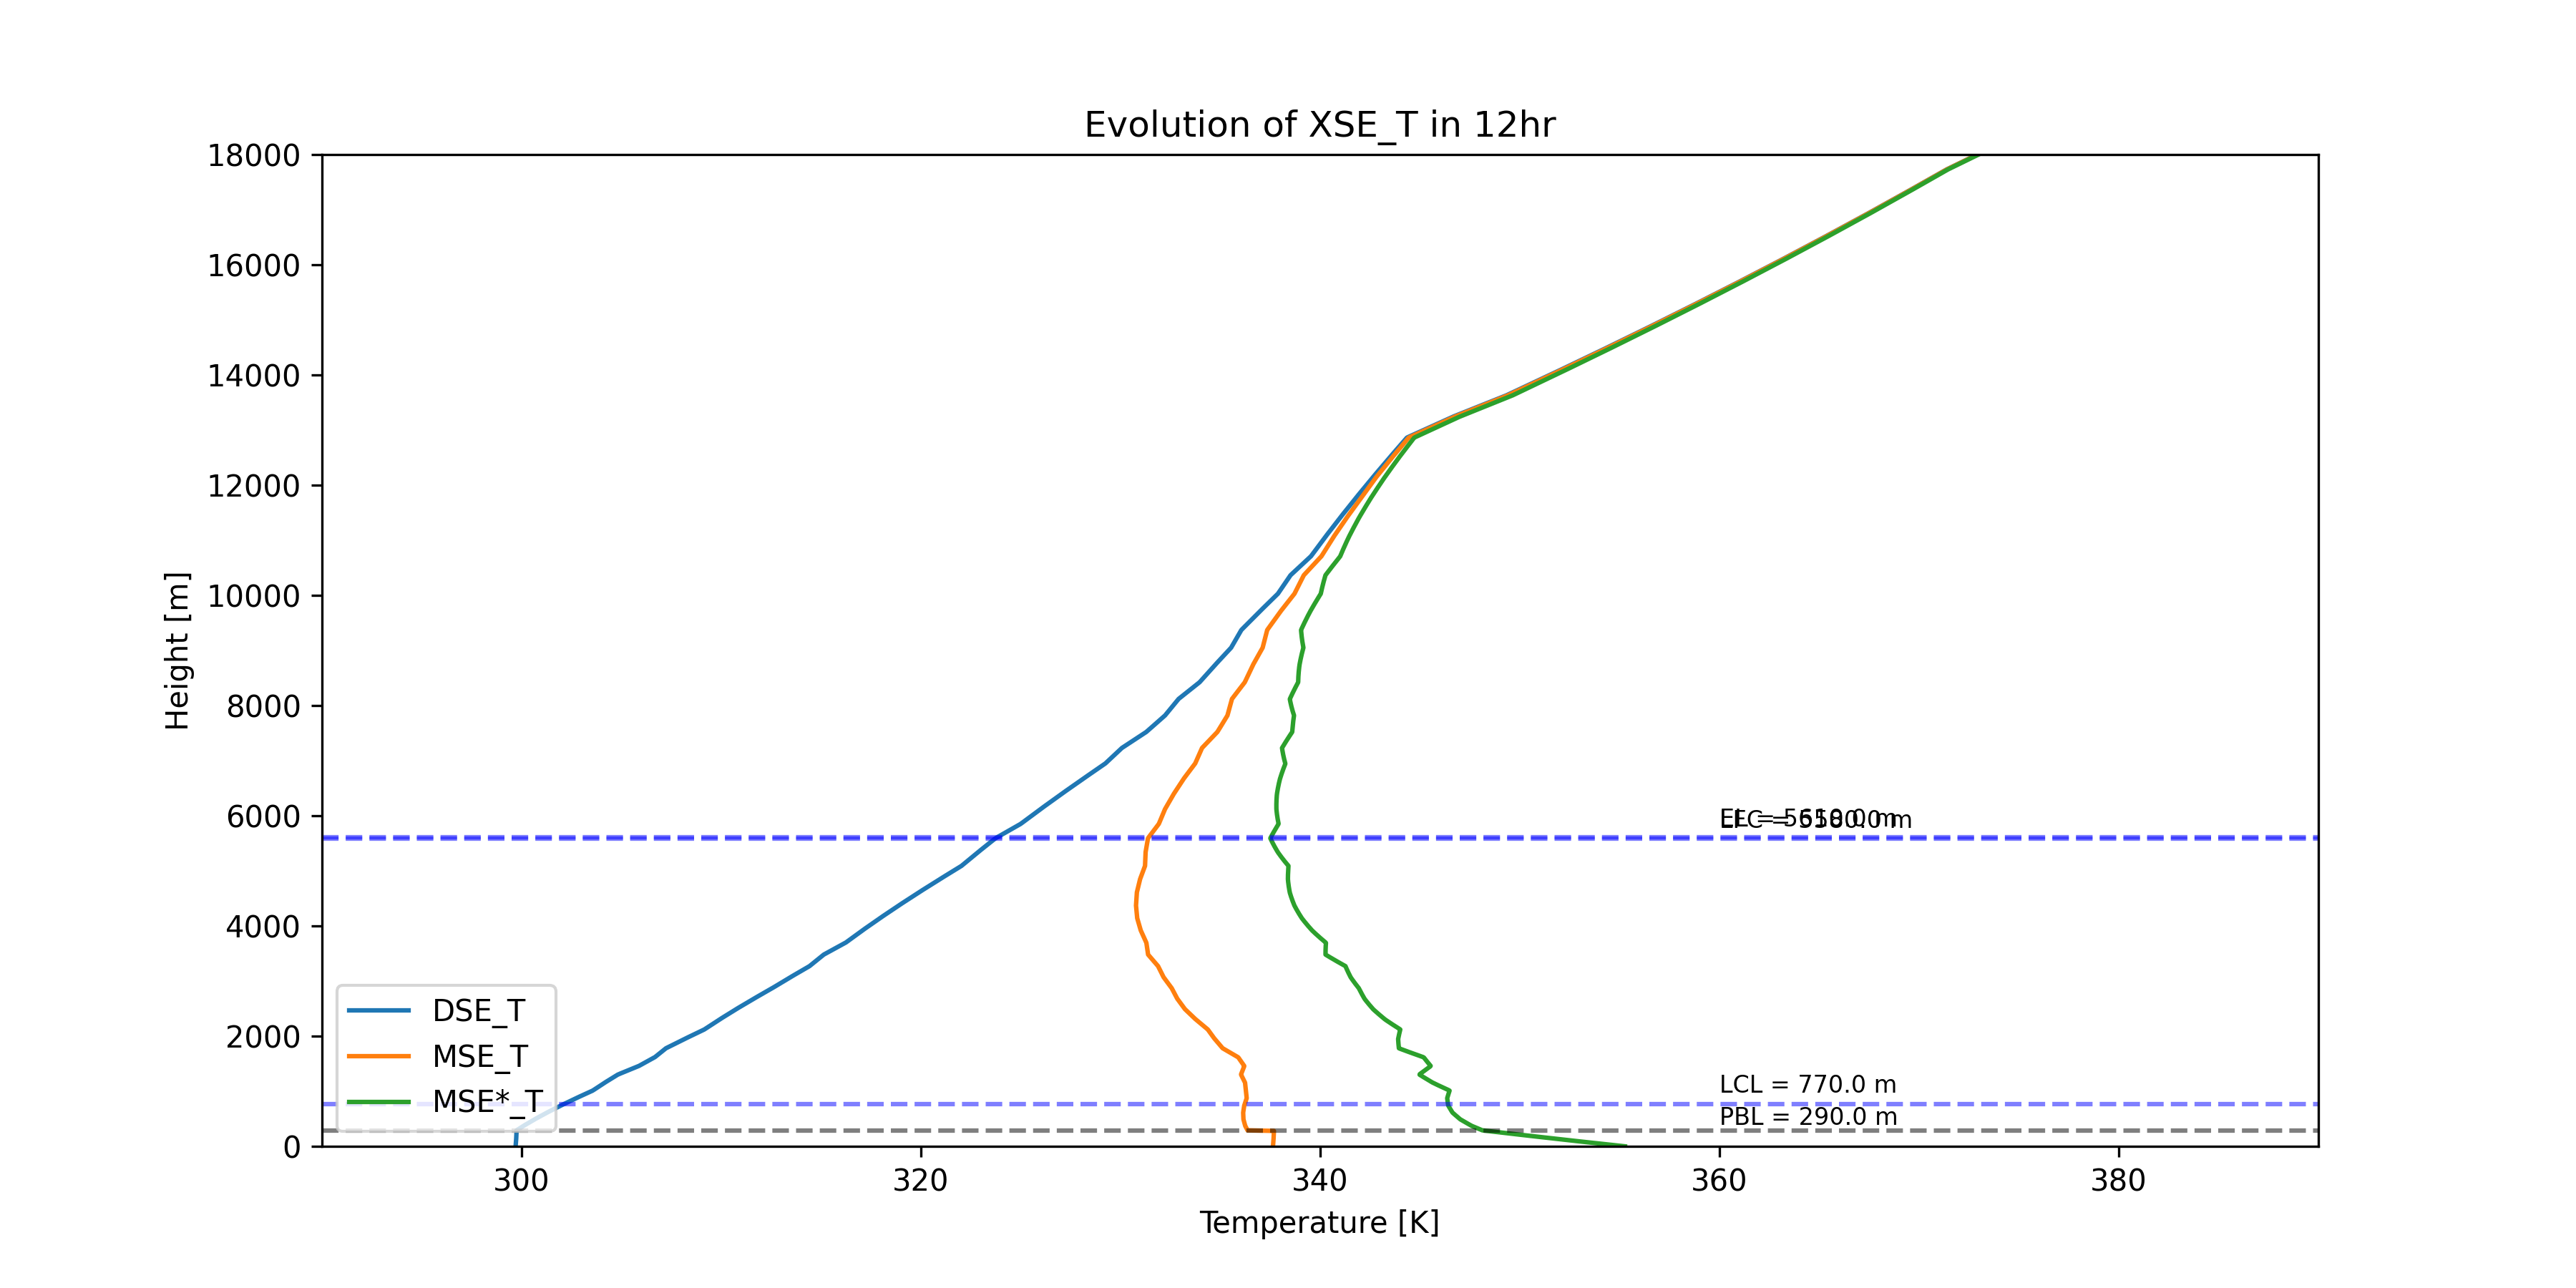 Evolution of XSE_T in 12hr
Height [m]
18000
16000
14000
12000
10000
8000
6000
4000
2000
0
LCL = 770.0 m
PBL = 290.0 m
DSE_T
MSE_T
MSE*_T
300 320 340 360 380
Temperature [K]